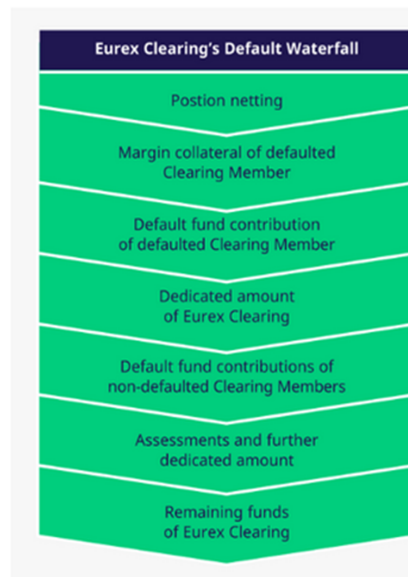 Eurex Clearing's Default Waterfall
Postion netting
Margin collateral of defaulted
Clearing Member
Default fund contribution
of defaulted Clearing Member
Dedicated amount
of Eurex Clearing
Default fund contributions of
non-defaulted Clearing Members
Assessments and further
dedicated amount
Remaining funds
of Eurex Clearing